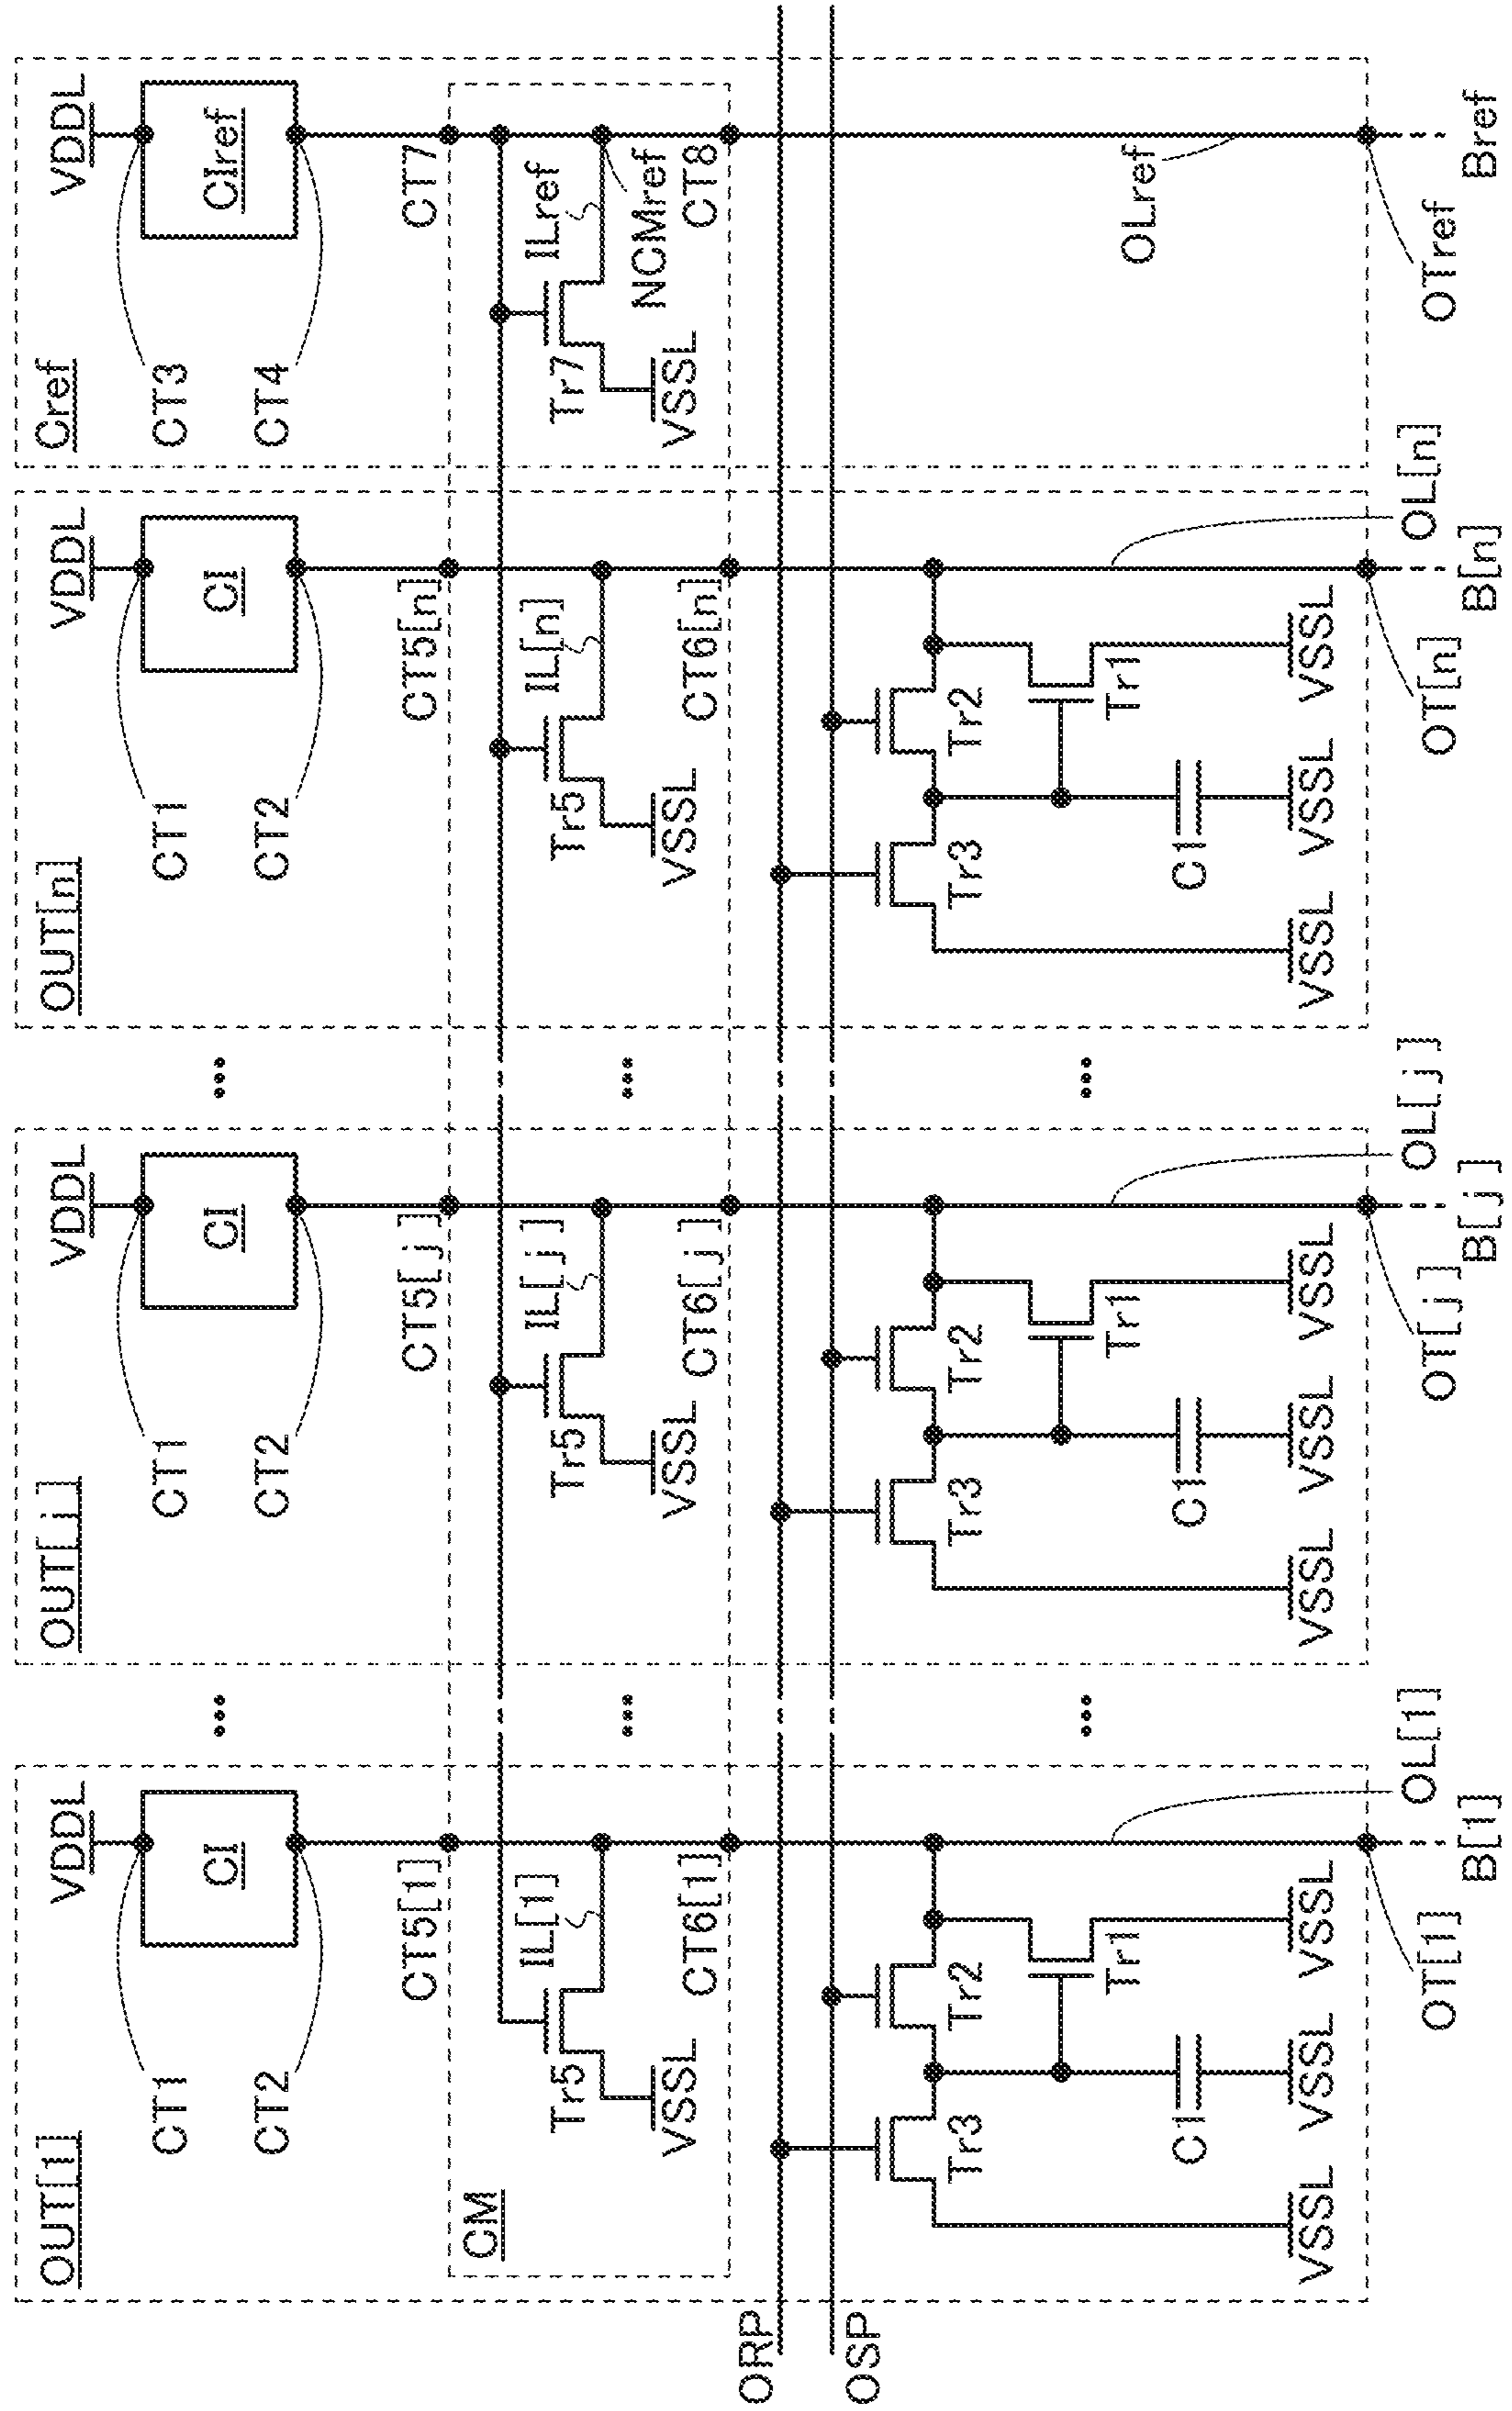 OUT[1]
VDDL
CI
CT1
CT2
CT5[1]
CM
IL[1]
Tr5
VSSL
CT6[1]
ORP
OSP
Tr3
Tr2
Tr1
C1
VSSL
VSSL
VSSL
OL[1]
OT[1]
B[1]
...
...
...
OUT[j]
VDDL
CI
CT1
CT2
CT5[j]
IL[j]
Tr5
VSSL
CT6[j]
Tr3
Tr2
Tr1
C1
VSSL
VSSL
VSSL
OL[j]
OT[j]
B[j]
...
...
...
OUT[n]
VDDL
CI
CT1
CT2
CT5[n]
IL[n]
Tr5
VSSL
CT6[n]
Tr3
Tr2
Tr1
C1
VSSL
VSSL
VSSL
OL[n]
OT[n]
B[n]
Cref
VDDL
CIref
CT3
CT4
CT7
ILref
Tr7
NCMref
VSSL
CT8
OLref
OTref
Bref